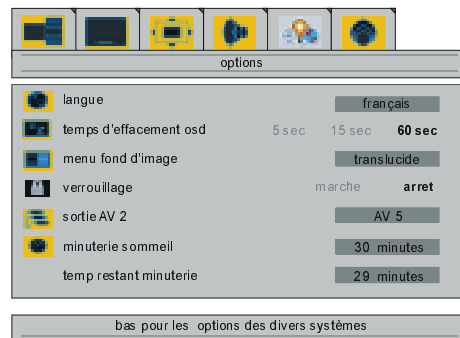 options
langue français
temps d'effacement osd 5 sec 15 sec 60 sec
menu fond d'image translucide
verrouillage marche arret
sortie AV 2 AV 5
minuterie sommeil 30 minutes
temp restant minuterie 29 minutes
bas pour les options des divers systèmes